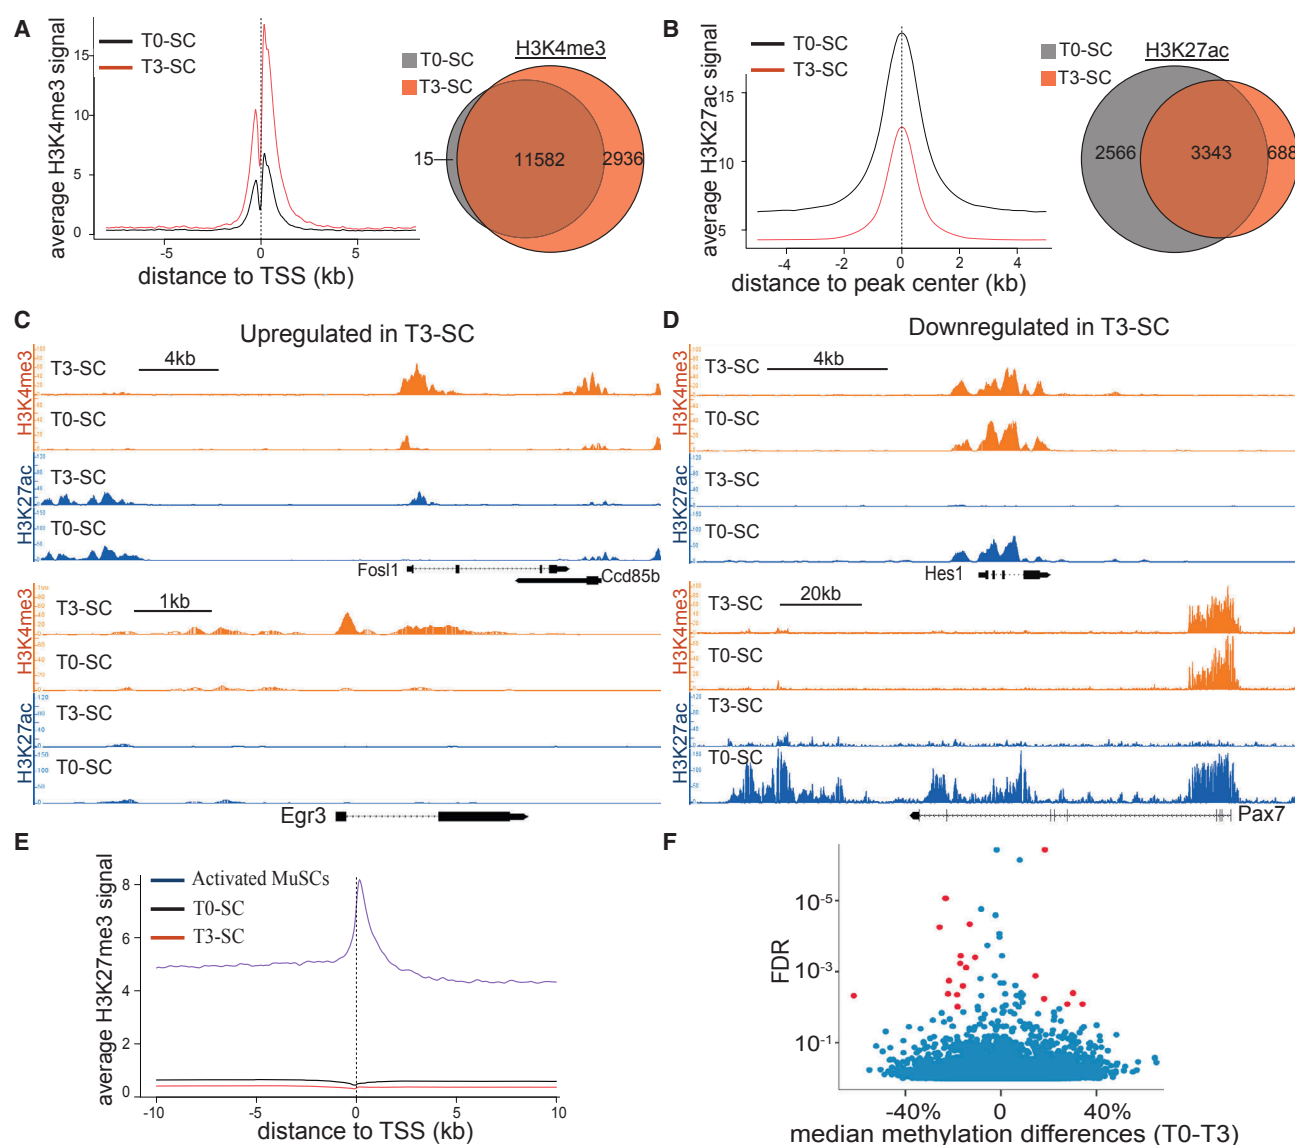 A
average H3K4me3 signal
15
10
5
0
-5
0
5
distance to TSS (kb)
T0-SC
T3-SC
H3K4me3
T0-SC
T3-SC
15
11582
2936
B
average H3K27ac signal
15
10
5
-4
-2
0
2
4
distance to peak center (kb)
T0-SC
T3-SC
H3K27ac
T0-SC
T3-SC
2566
3343
688
C
Upregulated in T3-SC
H3K4me3
H3K27ac
T3-SC
4kb
T0-SC
T3-SC
T0-SC
Fosl1
Ccd85b
H3K4me3
H3K27ac
T3-SC
1kb
T0-SC
T3-SC
T0-SC
Egr3
D
Downregulated in T3-SC
H3K4me3
H3K27ac
T3-SC
4kb
T0-SC
T3-SC
T0-SC
Hes1
H3K4me3
H3K27ac
T3-SC
20kb
T0-SC
T3-SC
T0-SC
Pax7
E
average H3K27me3 signal
8
6
4
2
0
-10
-5
0
5
10
distance to TSS (kb)
Activated MuSCs
T0-SC
T3-SC
F
FDR
10-5
10-3
10-1
-40%
0
40%
median methylation differences (T0-T3)